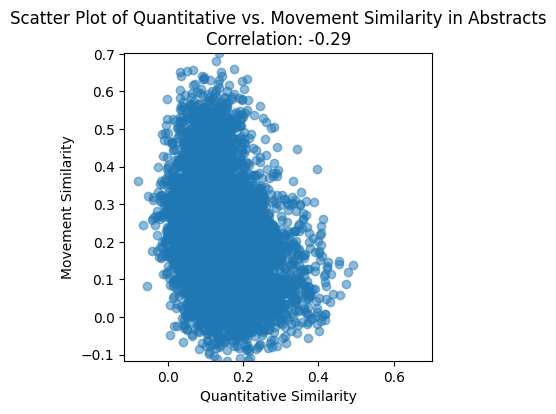 Scatter Plot of Quantitative vs. Movement Similarity in Abstracts
Correlation: -0.29
0.7
0.6
0.5
0.4
0.3
0.2
0.1
0.0
−0.1
Movement Similarity
0.0 0.2 0.4 0.6
Quantitative Similarity